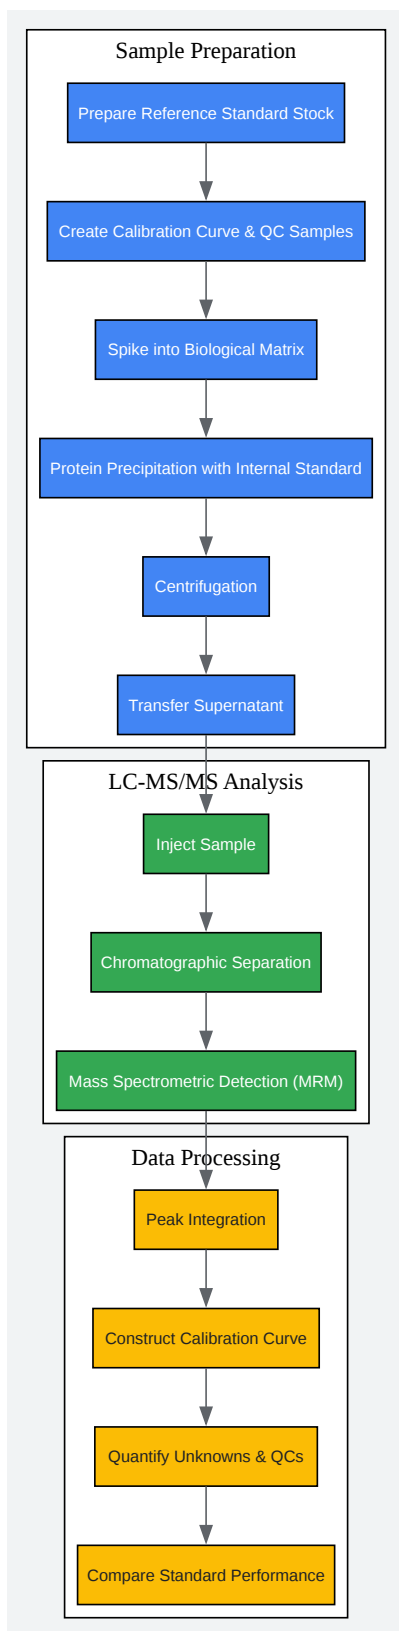 Sample Preparation
Prepare Reference Standard Stock
Create Calibration Curve & QC Samples
Spike into Biological Matrix
Protein Precipitation with Internal Standard
Centrifugation
Transfer Supernatant
LC-MS/MS Analysis
Inject Sample
Chromatographic Separation
Mass Spectrometric Detection (MRM)
Data Processing
Peak Integration
Construct Calibration Curve
Quantify Unknowns & QCs
Compare Standard Performance